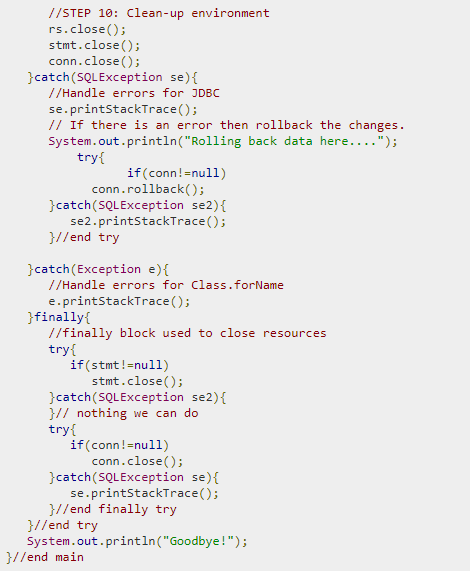 //STEP 10: Clean-up environment
      rs.close();
      stmt.close();
      conn.close();
   }catch(SQLException se){
      //Handle errors for JDBC
      se.printStackTrace();
      // If there is an error then rollback the changes.
      System.out.println("Rolling back data here....");
          try{
                 if(conn!=null)
            conn.rollback();
      }catch(SQLException se2){
         se2.printStackTrace();
      }//end try

   }catch(Exception e){
      //Handle errors for Class.forName
      e.printStackTrace();
   }finally{
      //finally block used to close resources
      try{
         if(stmt!=null)
            stmt.close();
      }catch(SQLException se2){
      }// nothing we can do
      try{
         if(conn!=null)
            conn.close();
      }catch(SQLException se){
         se.printStackTrace();
      }//end finally try
   }//end try
   System.out.println("Goodbye!");
}//end main